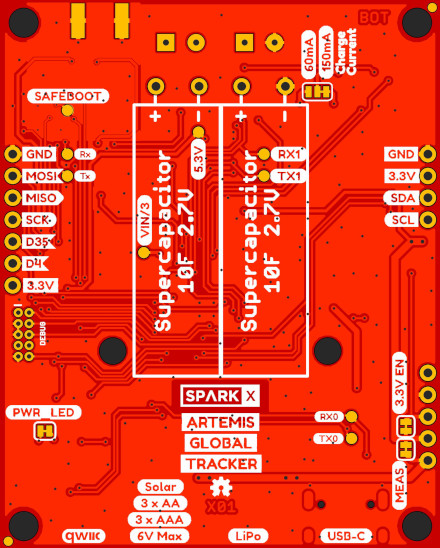 BOT
60mA
150mA
Charge
Current
SAFEBOOT
+
-
+
-
5.3V
GND
Rx
MOSI
Tx
MISO
SCK
D35
D4
3.3V
RX1
TX1
GND
3.3V
SDA
SCL
VIN/3
Supercapacitor
10F 2.7V
Supercapacitor
10F 2.7V
DEBUG
3.3V EN
MEAS
PWR_LED
SPARK X
ARTEMIS
GLOBAL
TRACKER
RX0
TX0
X01
Solar
3 x AA
3 x AAA
6V Max
qwiic
LiPo
USB-C